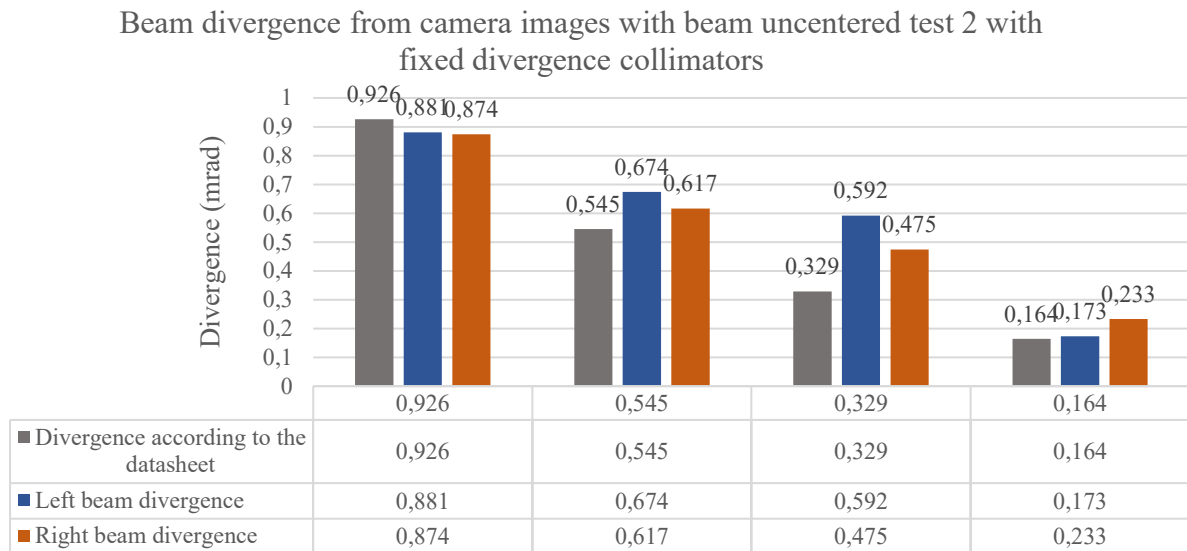 Beam divergence from camera images with beam uncentered test 2 with
fixed divergence collimators
Divergence (mrad)
1
0,9
0,8
0,7
0,6
0,5
0,4
0,3
0,2
0,1
0
0,926 0,881 0,874
0,545 0,674 0,617
0,329 0,592 0,475
0,164 0,173 0,233
0,926 0,545 0,329 0,164
Divergence according to the
datasheet 0,926 0,545 0,329 0,164
Left beam divergence 0,881 0,674 0,592 0,173
Right beam divergence 0,874 0,617 0,475 0,233